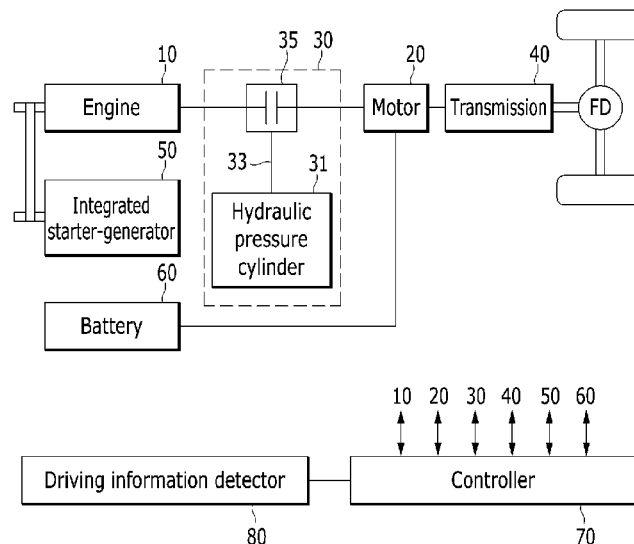 10
35
30
20
40
Engine
Motor
Transmission
FD
50
33
31
Integrated
starter-generator
Hydraulic
pressure
cylinder
60
Battery
10 20 30 40 50 60
Driving information detector
Controller
80
70